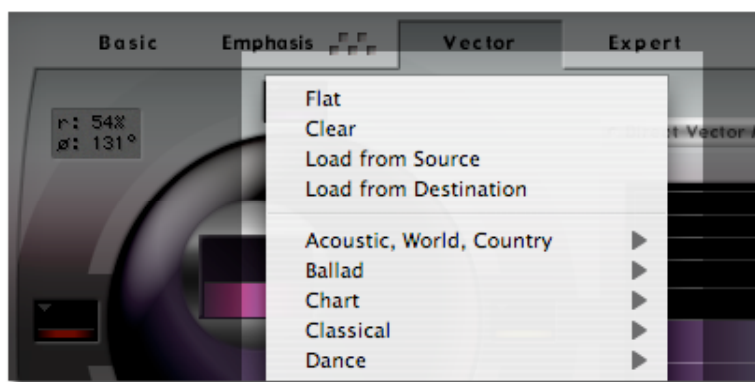 Basic Emphasis Vector Expert
r: 54%
ø: 131°
Flat
Clear
Load from Source
Load from Destination
Acoustic, World, Country
Ballad
Chart
Classical
Dance
Vector